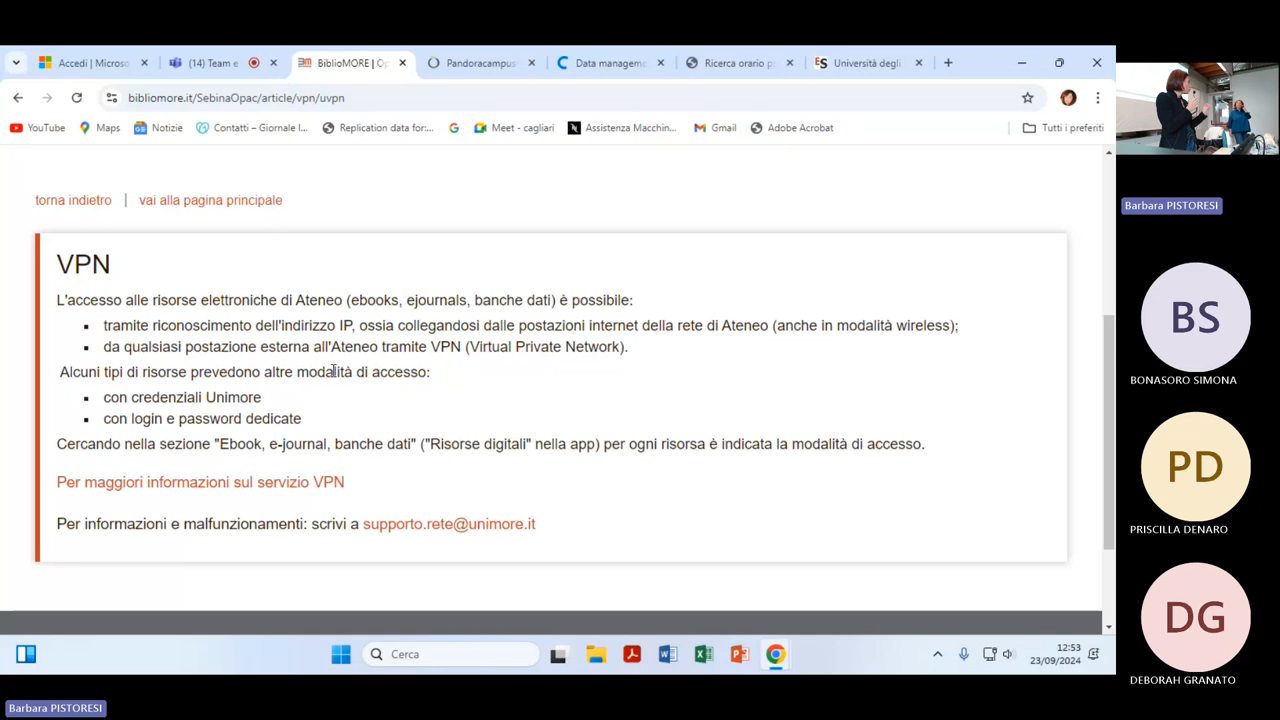 Accedi | Microso
(14) Team e
BiblioMORE | Op
Pandoracampus
Data manageme
Ricerca orario p
ES Università degl
bibliomore.it/SebinaOpac/article/vpn/uvpn
YouTube Maps Notizie Contatti – Giornale I... Replication data for:... Meet - cagliari Assistenza Macchin... Gmail Adobe Acrobat Tutti i preferiti
torna indietro | vai alla pagina principale
VPN
L'accesso alle risorse elettroniche di Ateneo (ebooks, ejournals, banche dati) è possibile:
tramite riconoscimento dell'indirizzo IP, ossia collegandosi dalle postazioni internet della rete di Ateneo (anche in modalità wireless);
da qualsiasi postazione esterna all'Ateneo tramite VPN (Virtual Private Network).
Alcuni tipi di risorse prevedono altre modalità di accesso:
con credenziali Unimore
con login e password dedicate
Cercando nella sezione "Ebook, e-journal, banche dati" ("Risorse digitali" nella app) per ogni risorsa è indicata la modalità di accesso.
Per maggiori informazioni sul servizio VPN
Per informazioni e malfunzionamenti: scrivi a supporto.rete@unimore.it
Cerca
12:53
23/09/2024
Barbara PISTORESI
BS
BONASORO SIMONA
PD
PRISCILLA DENARO
DG
DEBORAH GRANATO
Barbara PISTORESI